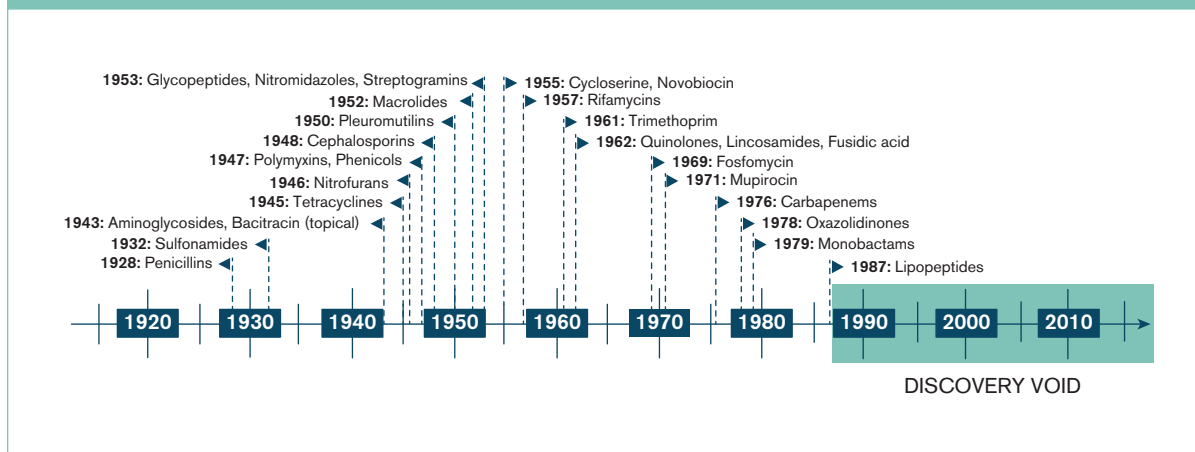 1953: Glycopeptides, Nitromidazoles, Streptogramins
1955: Cycloserine, Novobiocin
1952: Macrolides
1957: Rifamycins
1950: Pleuromutilins
1961: Trimethoprim
1948: Cephalosporins
1962: Quinolones, Lincosamides, Fusidic acid
1947: Polymyxins, Phenicols
1969: Fosfomycin
1946: Nitrofurans
1971: Mupirocin
1945: Tetracyclines
1976: Carbapenems
1943: Aminoglycosides, Bacitracin (topical)
1978: Oxazolidinones
1932: Sulfonamides
1979: Monobactams
1928: Penicillins
1987: Lipopeptides
1920 1930 1940 1950 1960 1970 1980 1990 2000 2010
DISCOVERY VOID